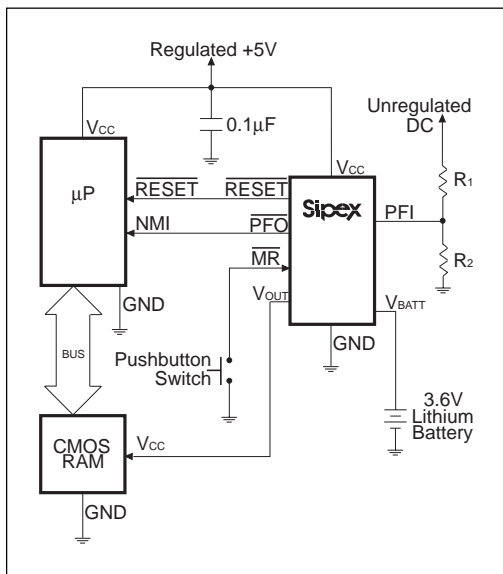 Regulated +5V
Unregulated
DC
VCC
0.1µF
VCC
µP
RESET
RESET
Sipex
R1
NMI
PFO
PFI
MR
R2
VOUT
VBATT
GND
GND
BUS
Pushbutton
Switch
3.6V
Lithium
Battery
CMOS
RAM
VCC
GND